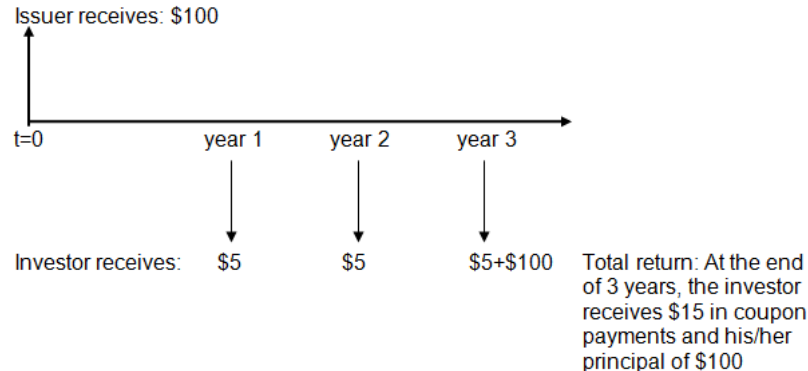 Issuer receives: $100
t=0 year 1 year 2 year 3
Investor receives: $5 $5 $5+$100
Total return: At the end
of 3 years, the investor
receives $15 in coupon
payments and his/her
principal of $100